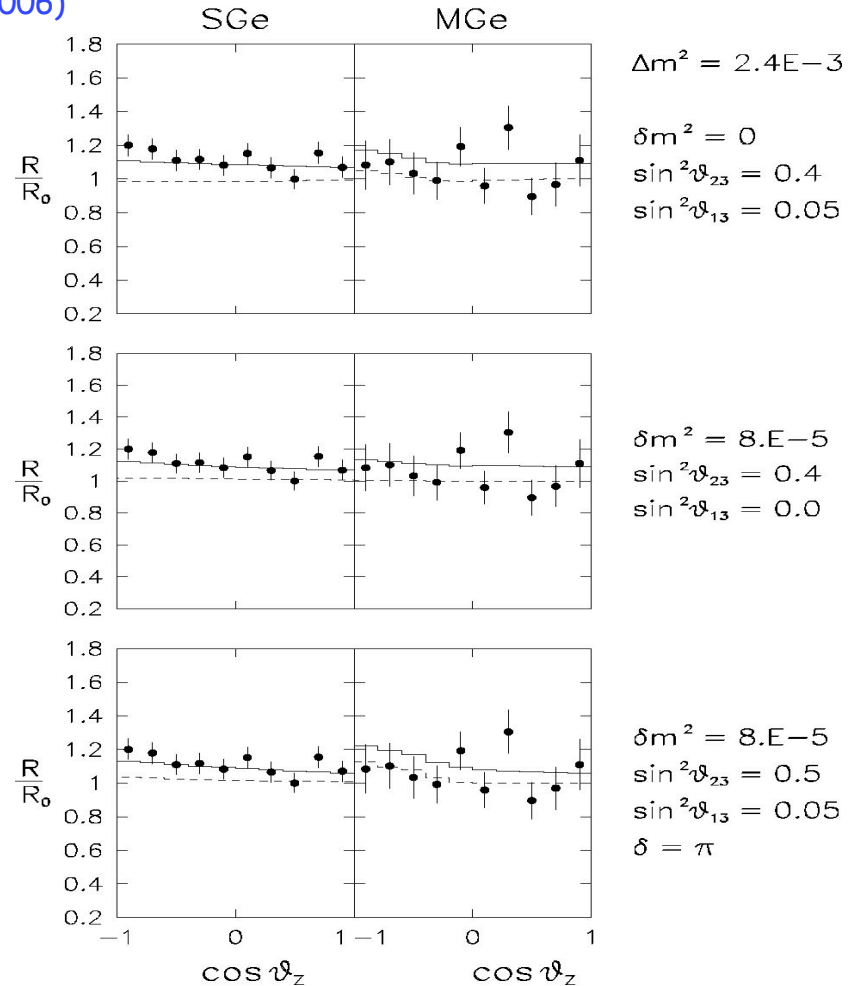 006)
SGe MGe
1.8
1.6
1.4
1.2
1
0.8
0.6
0.4
0.2
R
R₀
Δm² = 2.4E−3
δm² = 0
sin²ϑ₂₃ = 0.4
sin²ϑ₁₃ = 0.05
1.8
1.6
1.4
1.2
1
0.8
0.6
0.4
0.2
R
R₀
δm² = 8.E−5
sin²ϑ₂₃ = 0.4
sin²ϑ₁₃ = 0.0
1.8
1.6
1.4
1.2
1
0.8
0.6
0.4
0.2
R
R₀
δm² = 8.E−5
sin²ϑ₂₃ = 0.5
sin²ϑ₁₃ = 0.05
δ = π
−1 0 1 −1 0 1
cos ϑ_z cos ϑ_z